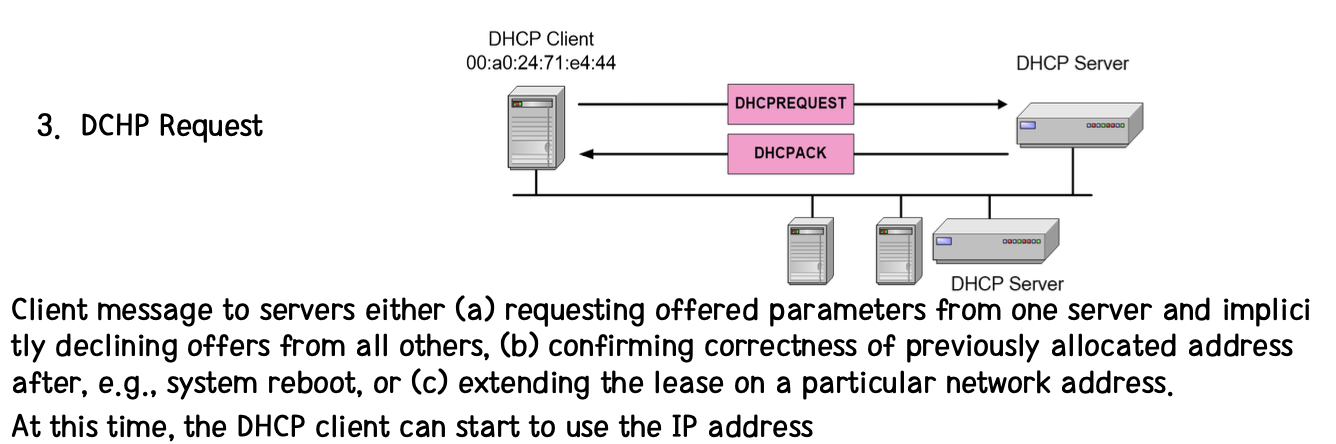 DHCP Client
00:a0:24:71:e4:44
DHCP Server
3. DCHP Request
DHCPREQUEST
DHCPACK
DHCP Server
Client message to servers either (a) requesting offered parameters from one server and implici
tly declining offers from all others, (b) confirming correctness of previously allocated address
after, e.g., system reboot, or (c) extending the lease on a particular network address.
At this time, the DHCP client can start to use the IP address